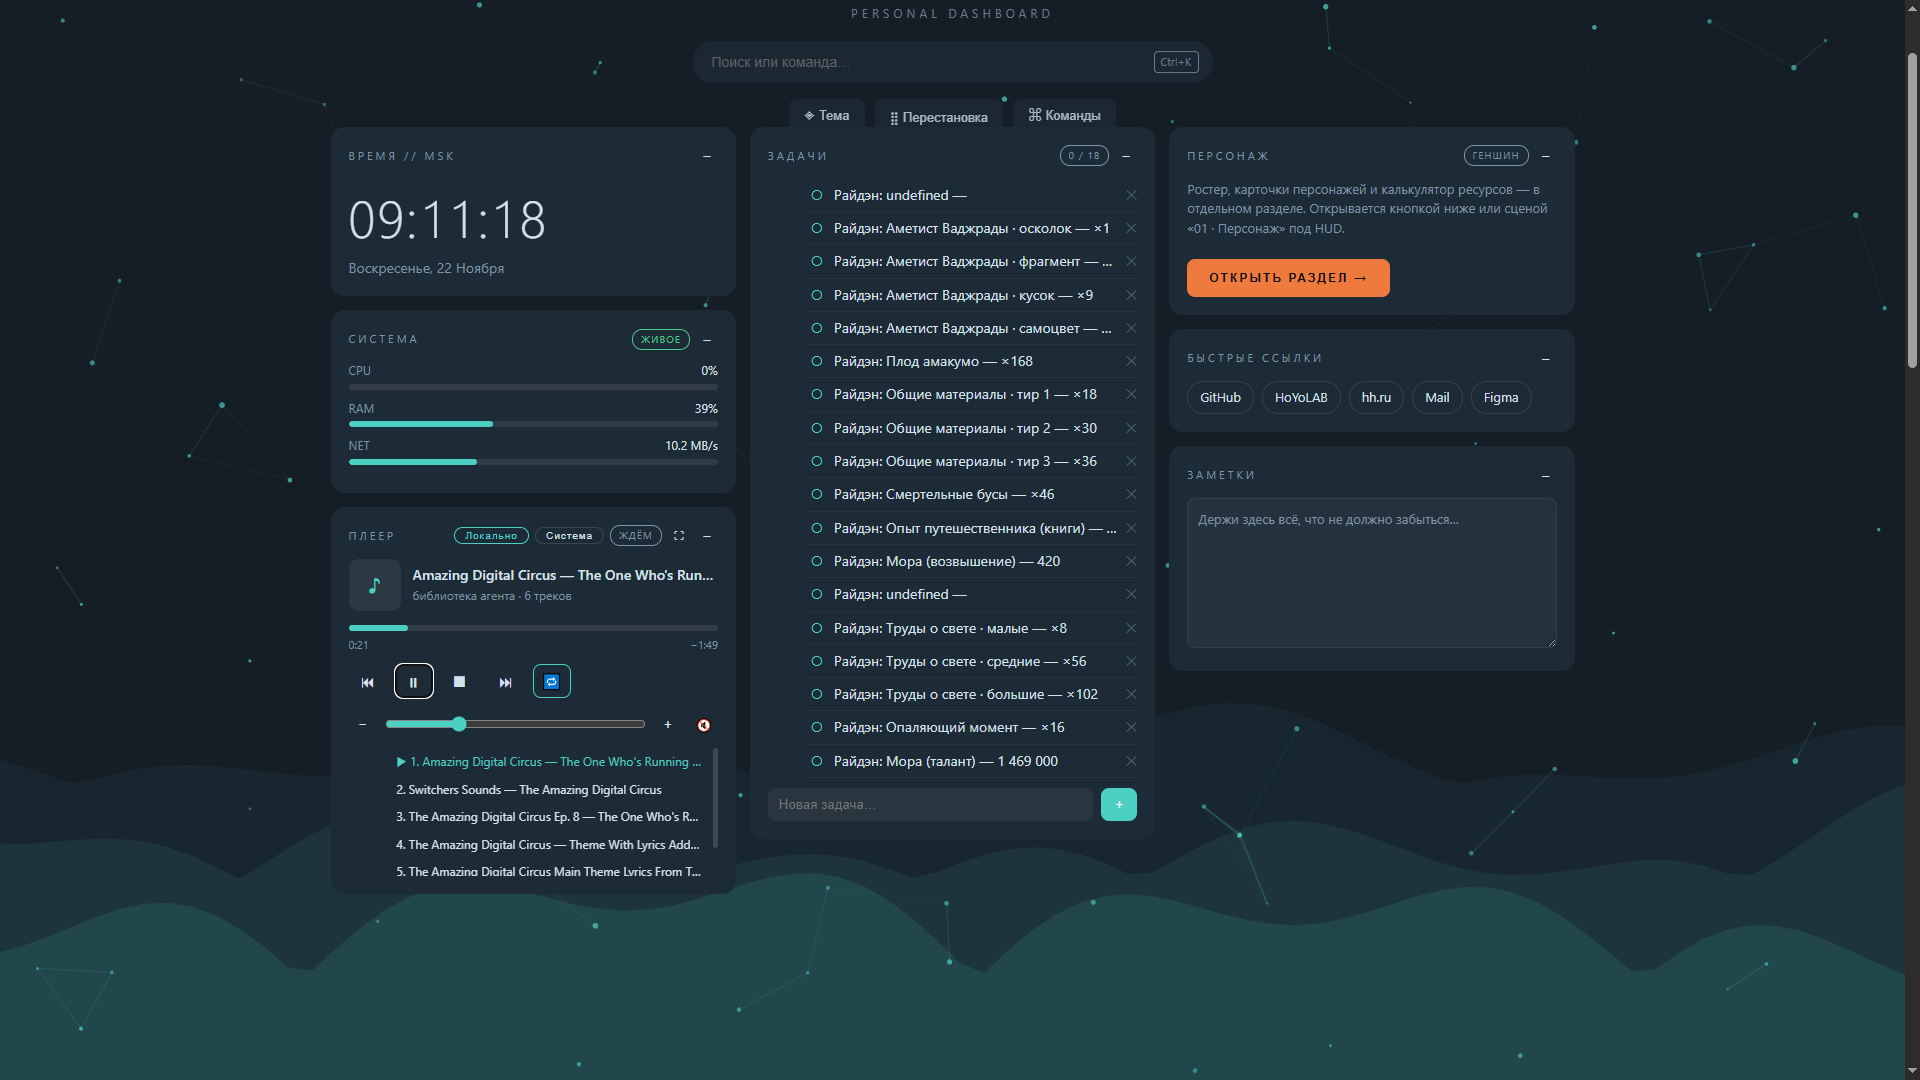 PERSONAL DASHBOARD
Поиск или команда…
Ctrl+K
◈ Тема
⣿ Перестановка
⌘ Команды
ВРЕМЯ // MSK
–
09:11:18
Воскресенье, 22 Ноября
СИСТЕМА
ЖИВОЕ
–
CPU
0%
RAM
39%
NET
10.2 MB/s
ПЛЕЕР
Локально
Система
ЖДЁМ
–
Amazing Digital Circus — The One Who's Run...
библиотека агента · 6 треков
0:21
−1:49
−
+
▶ 1. Amazing Digital Circus — The One Who's Running ...
2. Switchers Sounds — The Amazing Digital Circus
3. The Amazing Digital Circus Ep. 8 — The One Who's R...
4. The Amazing Digital Circus — Theme With Lyrics Add...
5. The Amazing Digital Circus Main Theme Lyrics From T...
ЗАДАЧИ
0 / 18
–
Райдэн: undefined —
Райдэн: Аметист Ваджрады · осколок — ×1
Райдэн: Аметист Ваджрады · фрагмент — ...
Райдэн: Аметист Ваджрады · кусок — ×9
Райдэн: Аметист Ваджрады · самоцвет — ...
Райдэн: Плод амакумо — ×168
Райдэн: Общие материалы · тир 1 — ×18
Райдэн: Общие материалы · тир 2 — ×30
Райдэн: Общие материалы · тир 3 — ×36
Райдэн: Смертельные бусы — ×46
Райдэн: Опыт путешественника (книги) — ...
Райдэн: Мора (возвышение) — 420
Райдэн: undefined —
Райдэн: Труды о свете · малые — ×8
Райдэн: Труды о свете · средние — ×56
Райдэн: Труды о свете · большие — ×102
Райдэн: Опаляющий момент — ×16
Райдэн: Мора (талант) — 1 469 000
Новая задача…
+
ПЕРСОНАЖ
ГЕНШИН
–
Ростер, карточки персонажей и калькулятор ресурсов — в
отдельном разделе. Открывается кнопкой ниже или сценой
«01 · Персонаж» под HUD.
ОТКРЫТЬ РАЗДЕЛ →
БЫСТРЫЕ ССЫЛКИ
–
GitHub
HoYoLAB
hh.ru
Mail
Figma
ЗАМЕТКИ
–
Держи здесь всё, что не должно забыться…